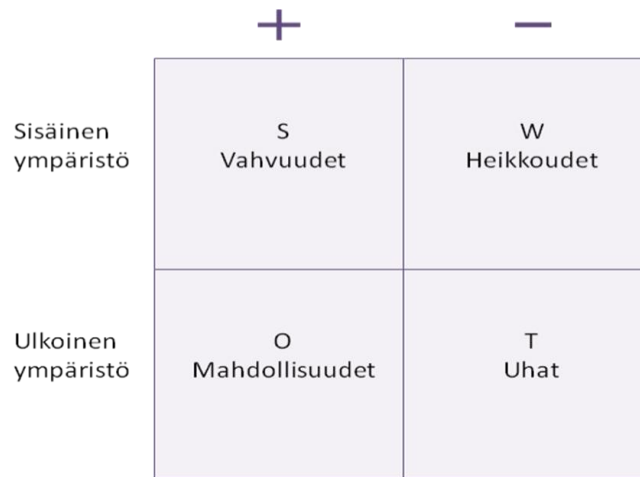 + −
Sisäinen
ympäristö
S
Vahvuudet
W
Heikkoudet
Ulkoinen
ympäristö
O
Mahdollisuudet
T
Uhat